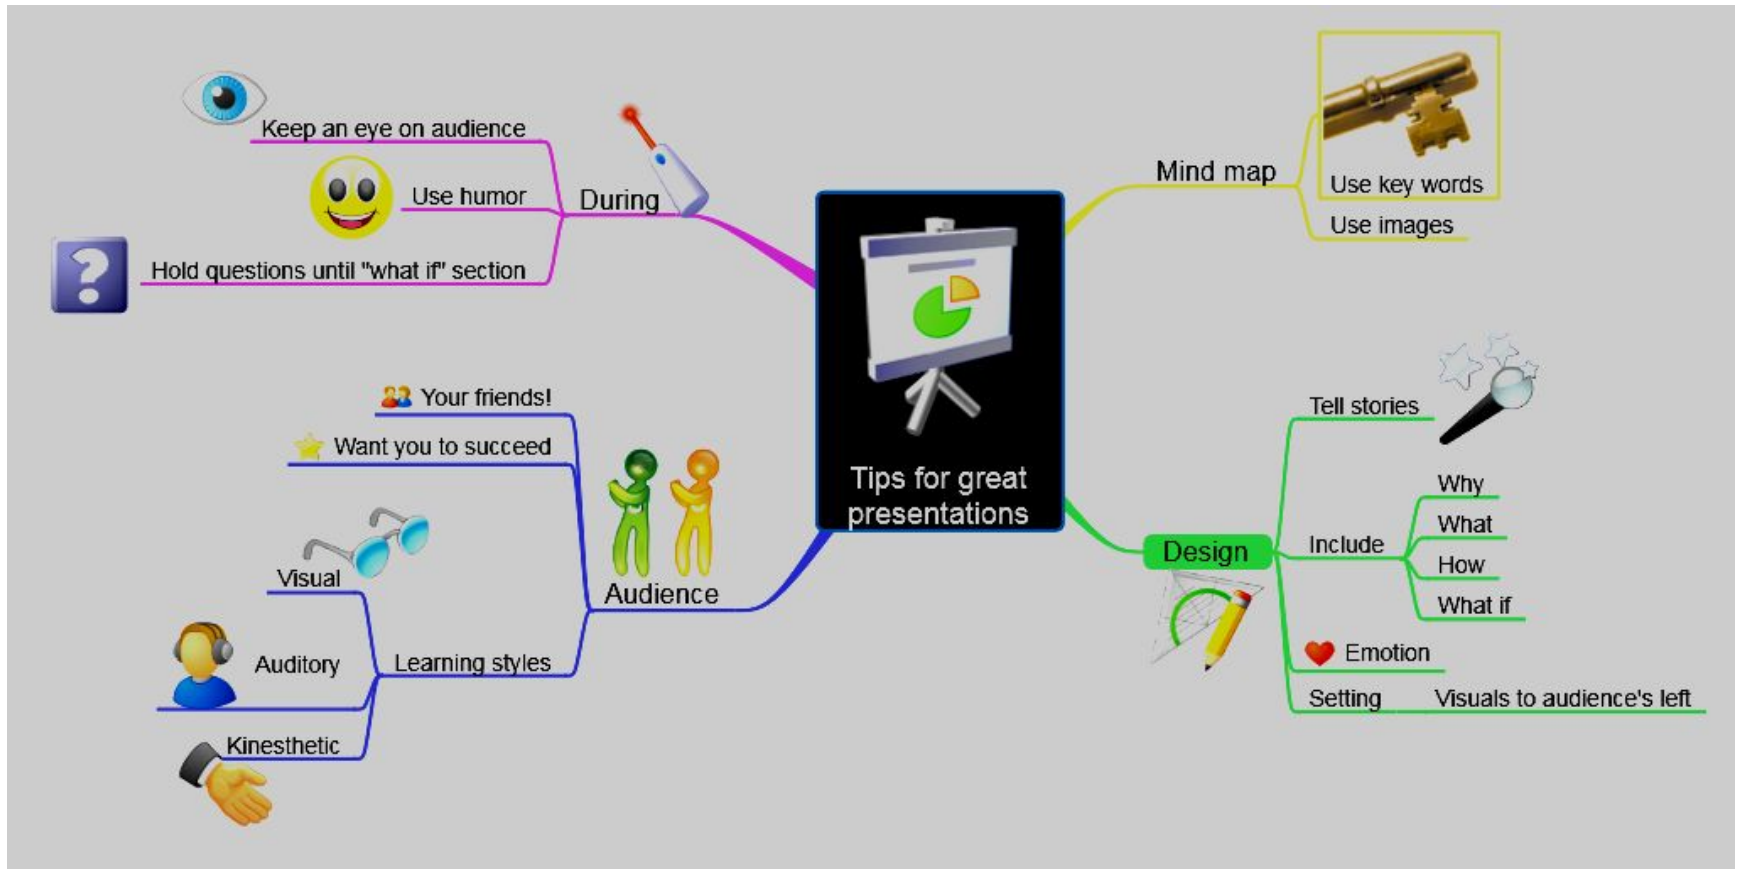 Tips for great
presentations
Mind map
Use key words
Use images
Design
Tell stories
Include
Why
What
How
What if
Emotion
Setting
Visuals to audience's left
During
Keep an eye on audience
Use humor
Hold questions until "what if" section
?
Audience
Your friends!
Want you to succeed
Learning styles
Visual
Auditory
Kinesthetic